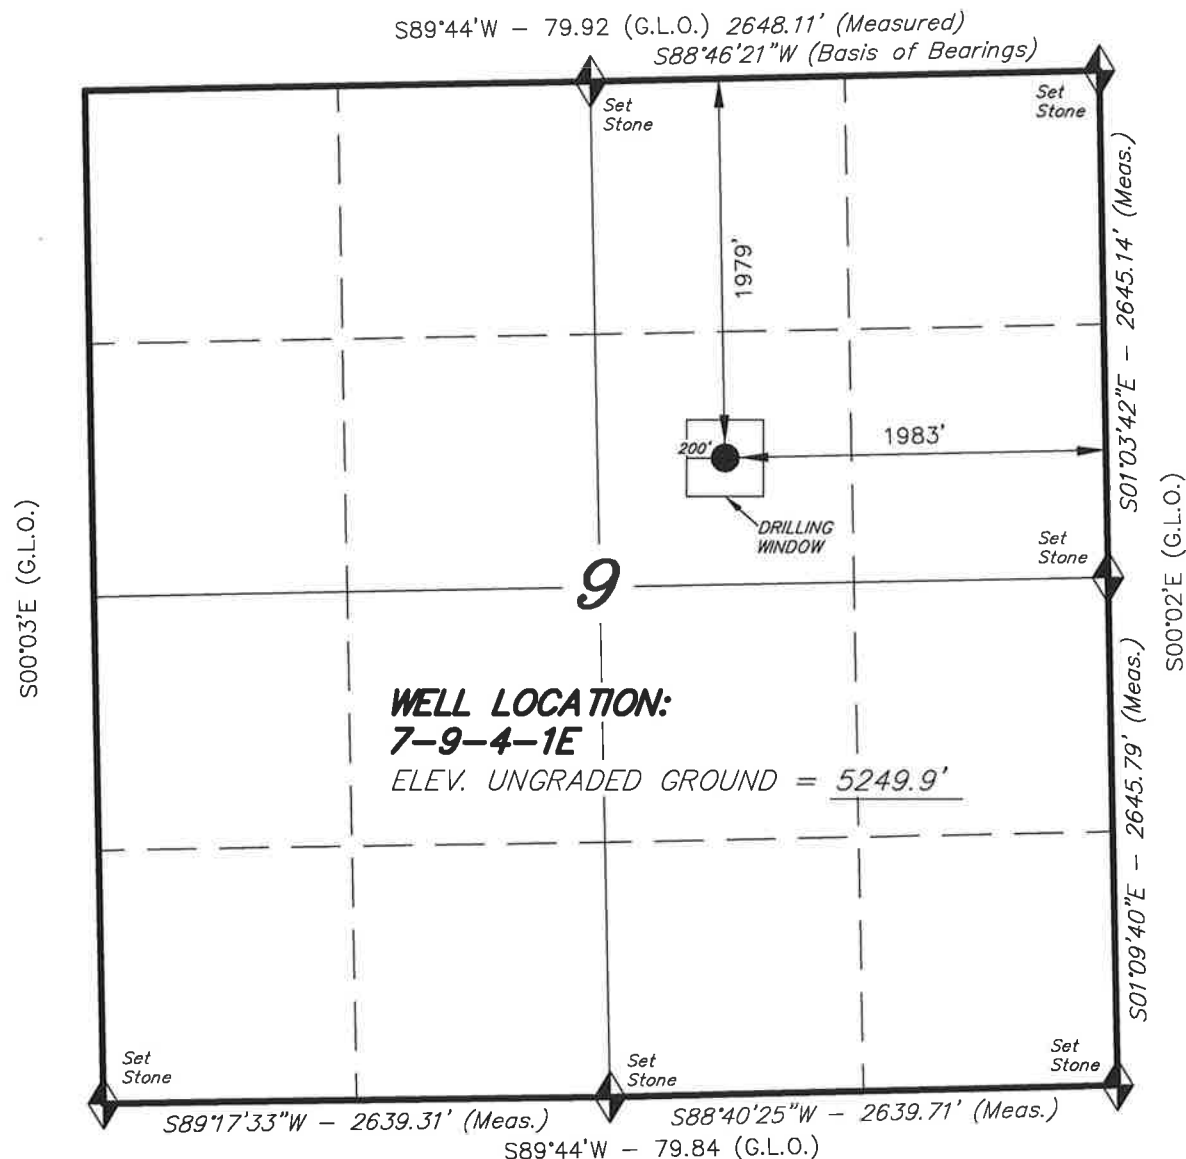 S89°44'W – 79.92 (G.L.O.) 2648.11' (Measured)
S88°46'21"W (Basis of Bearings)
Set
Stone
Set
Stone
1979'
S01°03'42"E – 2645.14' (Meas.)
200'
1983'
DRILLING
WINDOW
Set
Stone
S00°03'E (G.L.O.)
S00°02'E (G.L.O.)
9
WELL LOCATION:
7–9–4–1E
ELEV. UNGRADED GROUND = 5249.9'
S01°09'40"E – 2645.79' (Meas.)
Set
Stone
Set
Stone
Set
Stone
S89°17'33"W – 2639.31' (Meas.)
S88°40'25"W – 2639.71' (Meas.)
S89°44'W – 79.84 (G.L.O.)